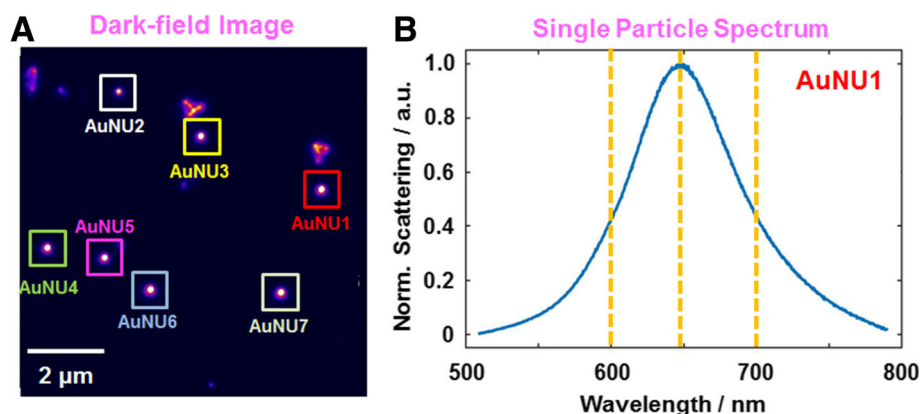 A
Dark-field Image
AuNU2
AuNU3
AuNU1
AuNU5
AuNU4
AuNU6
AuNU7
2 µm
B
Single Particle Spectrum
AuNU1
Norm. Scattering / a.u.
1.0
0.8
0.6
0.4
0.2
0
500
600
700
800
Wavelength / nm